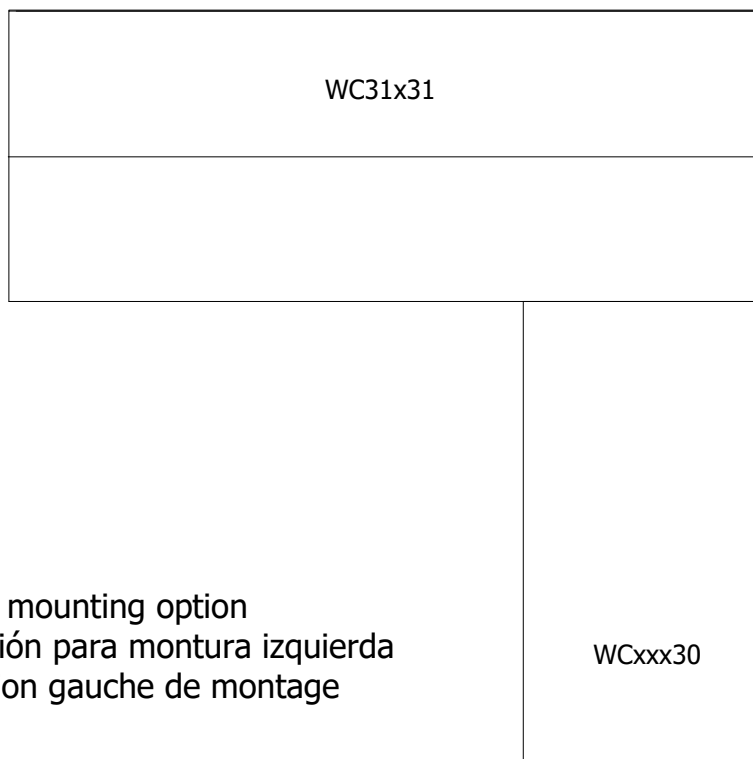 WC31x31
mounting option
ión para montura izquierda
on gauche de montage
WCxxx30